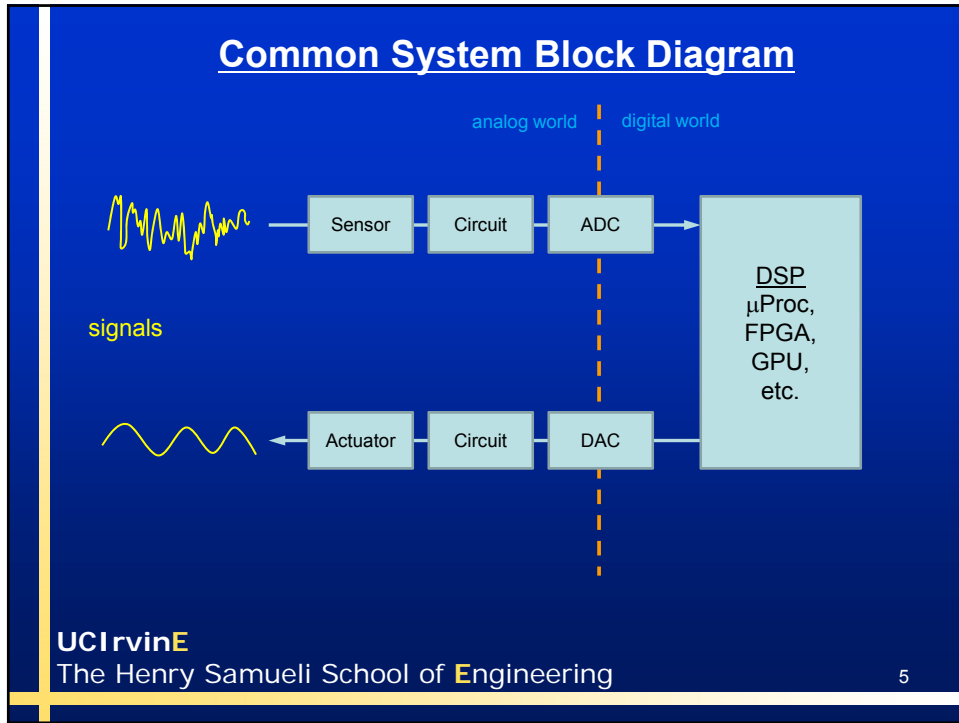 Common System Block Diagram
analog world
digital world
Sensor
Circuit
ADC
DSP
μProc,
FPGA,
GPU,
etc.
signals
Actuator
Circuit
DAC
UCIrvinE
The Henry Samueli School of Engineering
5